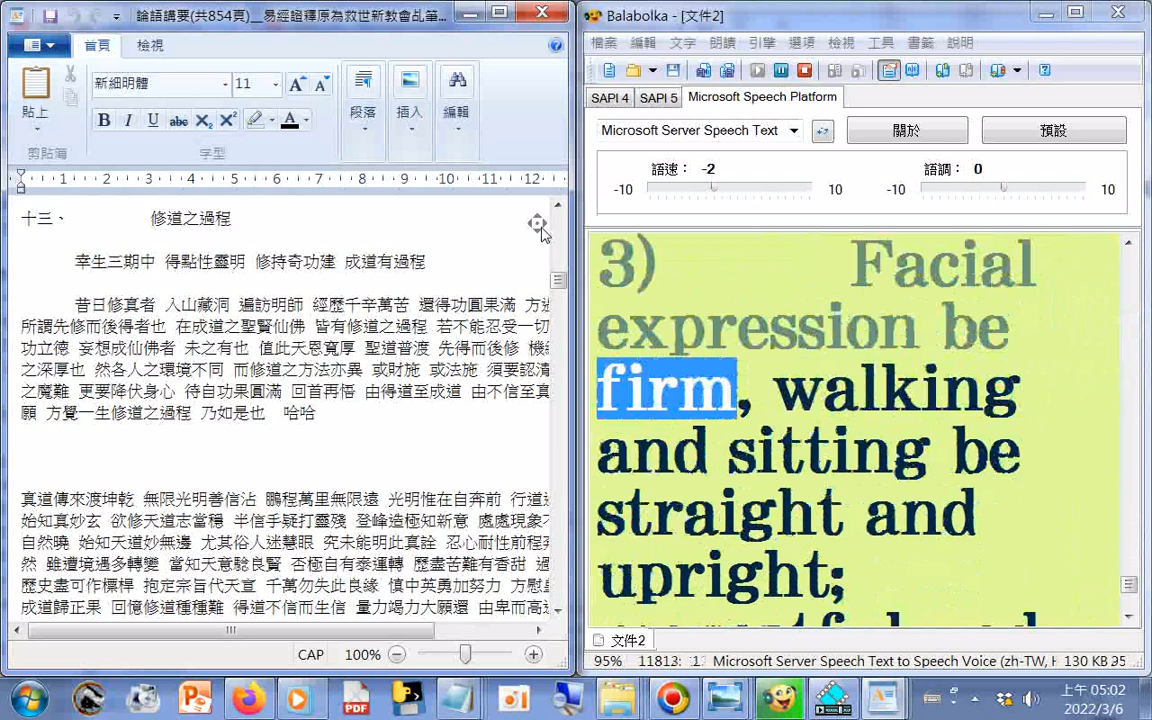 論語講要(共854頁)__易經證釋原為救世新教會乩筆...
首頁
檢視
新細明體
11
貼上
段落
插入
編輯
剪貼簿
字型
1 2 3 4 5 6 7 8 9 10 11 12
十三、 修道之過程
幸生三期中 得點性靈明 修持奇功建 成道有過程
昔日修真者 入山藏洞 遍訪明師 經歷千辛萬苦 還得功圓果滿 方
所謂先修而後得者也 在成道之聖賢仙佛 皆有修道之過程 若不能忍受一切
功立德 妄想成仙佛者 未之有也 值此天恩寬厚 聖道普渡 先得而後修 機
之深厚也 然各人之環境不同 而修道之方法亦異 或財施 或法施 須要認清
之魔難 更要降伏身心 待自功果圓滿 回首再悟 由得道至成道 由不信至真
願 方覺一生修道之過程 乃如是也 哈哈
真道傳來渡坤乾 無限光明善信沾 鵬程萬里無限遠 光明惟在自奔前 行道
始知真妙玄 欲修天道志當穩 半信半疑打靈殘 登峰造極知新意 處處現象
自然曉 始知天道妙無邊 尤其俗人迷慧眼 究未能明此真詮 忍心耐性前程
然 雖遭境遇多轉變 當知天意騐良賢 否極自有泰運轉 歷盡苦難有香甜 過
歷史盡可作標桿 抱定宗旨代天宣 千萬勿失此良緣 慎中英勇加努力 方慰
成道歸正果 回憶修道種種難 得道不信而生信 量力竭力大願還 由卑而高
CAP 100%
Balabolka - [文件2]
檔案 編輯 文字 朗讀 引擎 選項 檢視 工具 書籤 說明
SAPI 4 SAPI 5 Microsoft Speech Platform
Microsoft Server Speech Text
關於
預設
語速: -2
語調: 0
-10 10 -10 10
3) Facial
expression be
firm, walking
and sitting be
straight and
upright;
文件2
95% 11813: Microsoft Server Speech Text to Speech Voice (zh-TW, H 130 KB
上午 05:02
2022/3/6